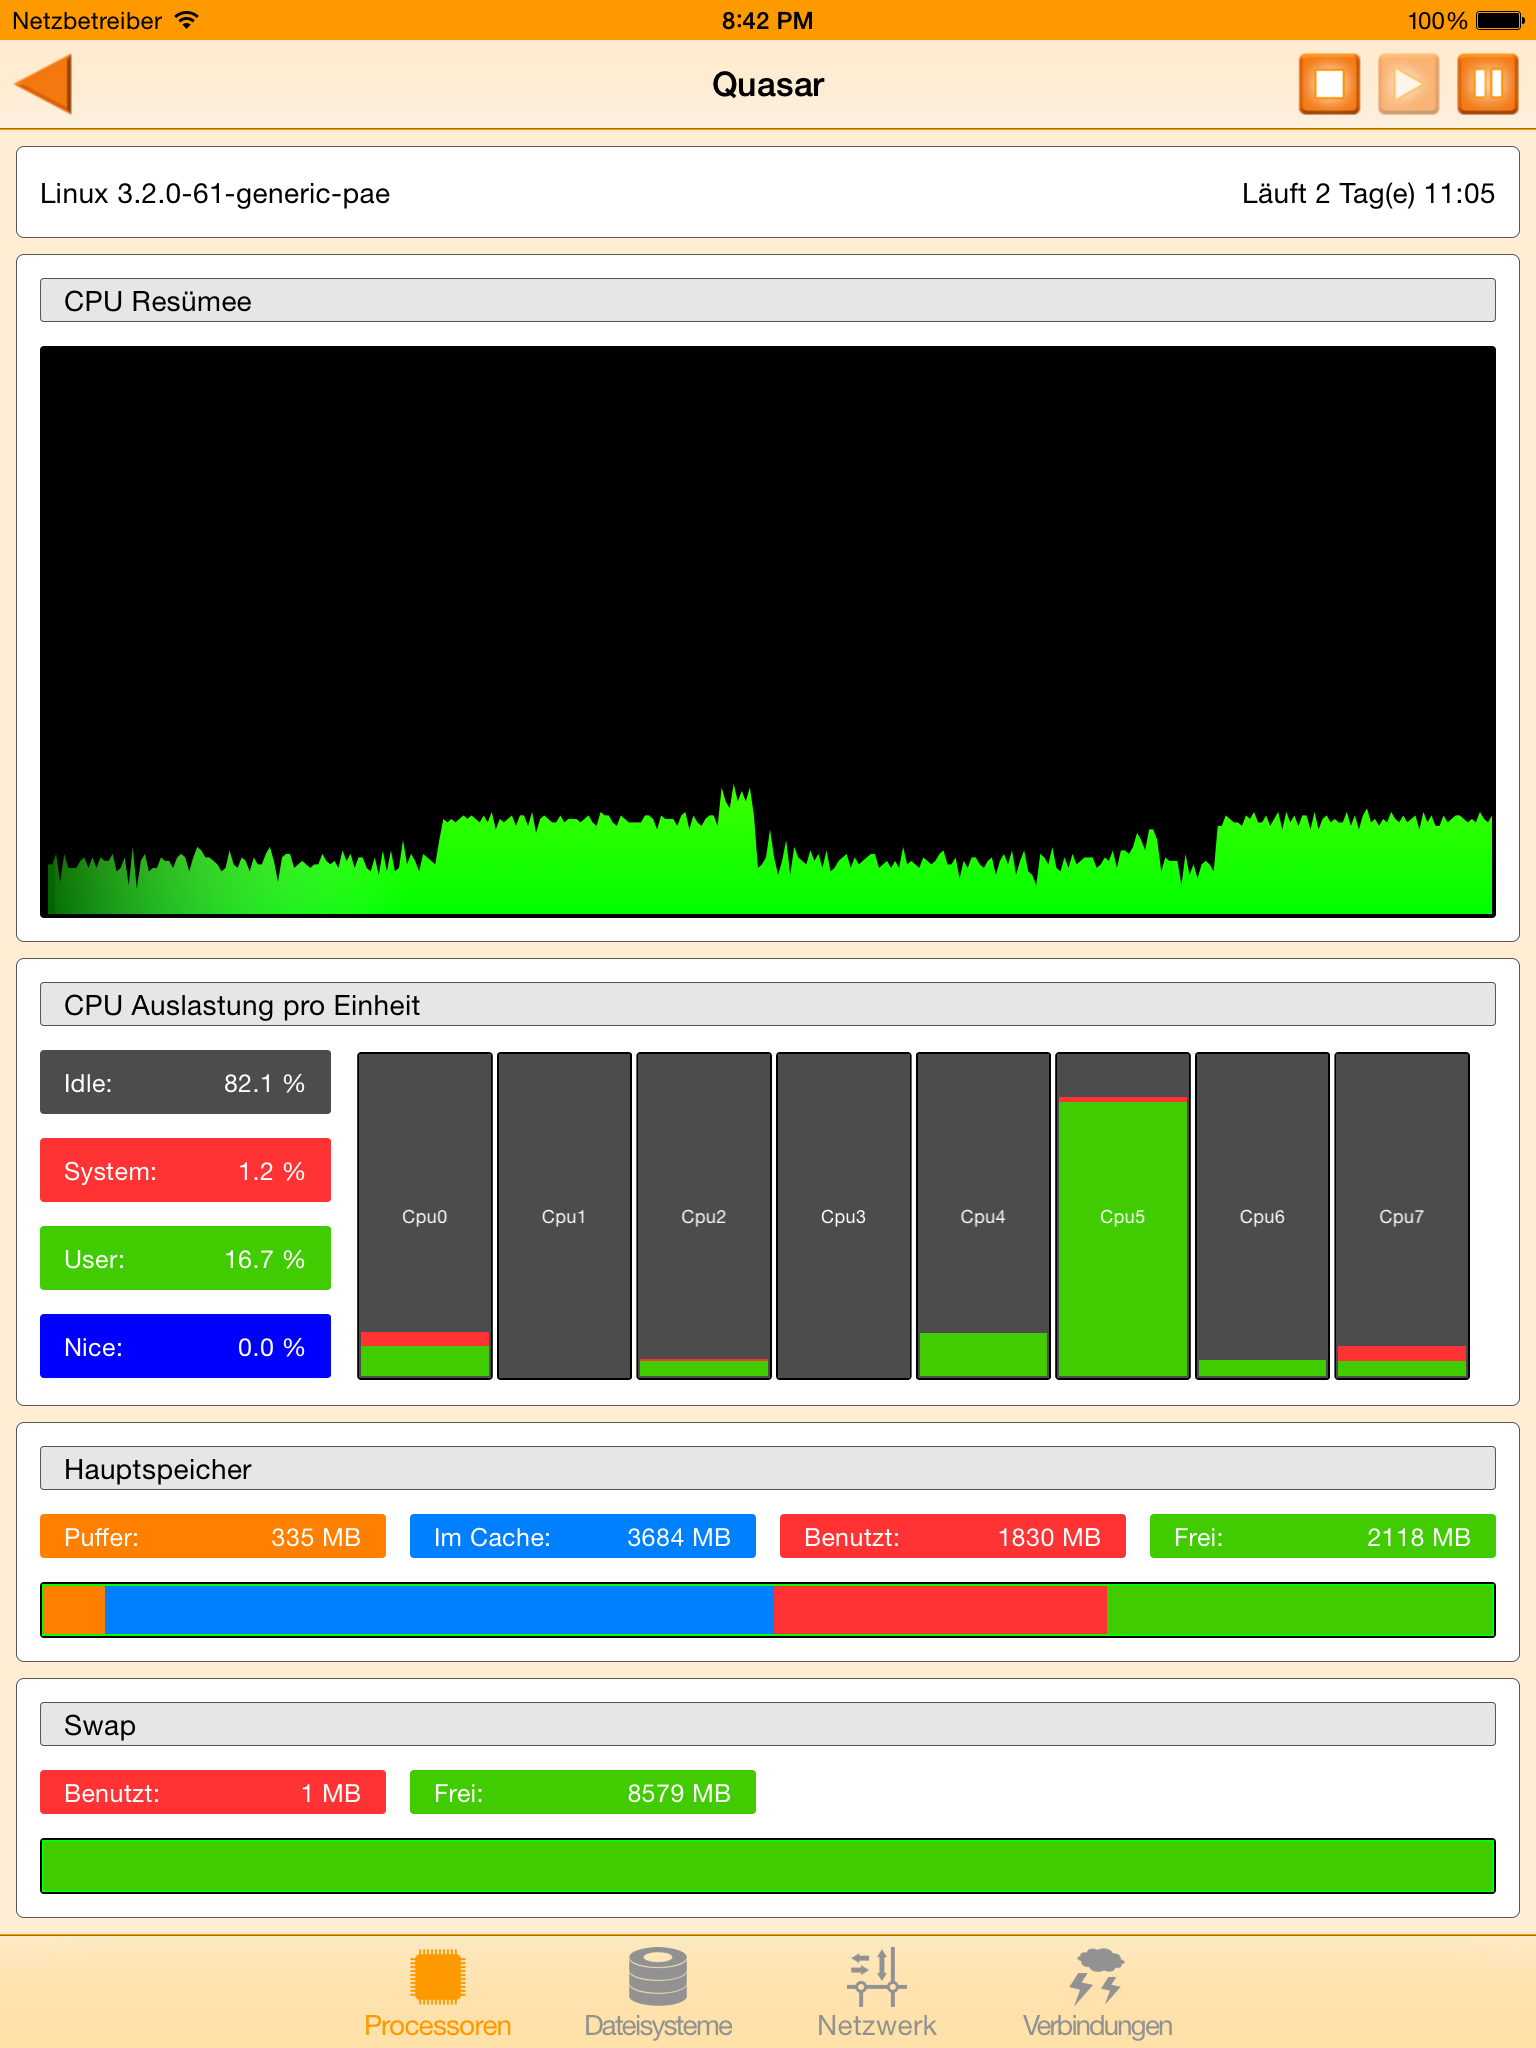 Netzbetreiber 8:42 PM 100%
Quasar
Linux 3.2.0-61-generic-pae Läuft 2 Tag(e) 11:05
CPU Resümee
CPU Auslastung pro Einheit
Idle: 82.1 %
System: 1.2 %
User: 16.7 %
Nice: 0.0 %
Cpu0 Cpu1 Cpu2 Cpu3 Cpu4 Cpu5 Cpu6 Cpu7
Hauptspeicher
Puffer: 335 MB Im Cache: 3684 MB Benutzt: 1830 MB Frei: 2118 MB
Swap
Benutzt: 1 MB Frei: 8579 MB
Processoren Dateisysteme Netzwerk Verbindungen